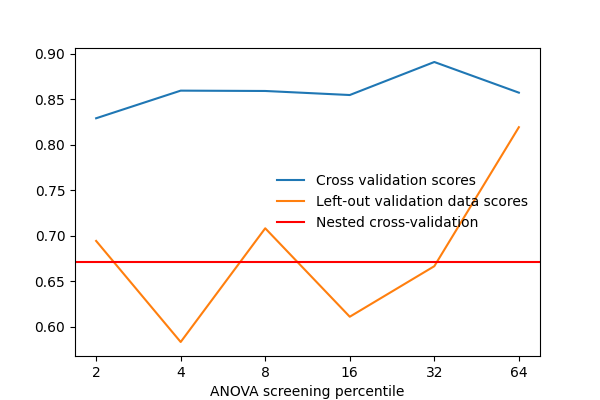 0.90
0.85
0.80
0.75
0.70
0.65
0.60
Cross validation scores
Left-out validation data scores
Nested cross-validation
2 4 8 16 32 64
ANOVA screening percentile